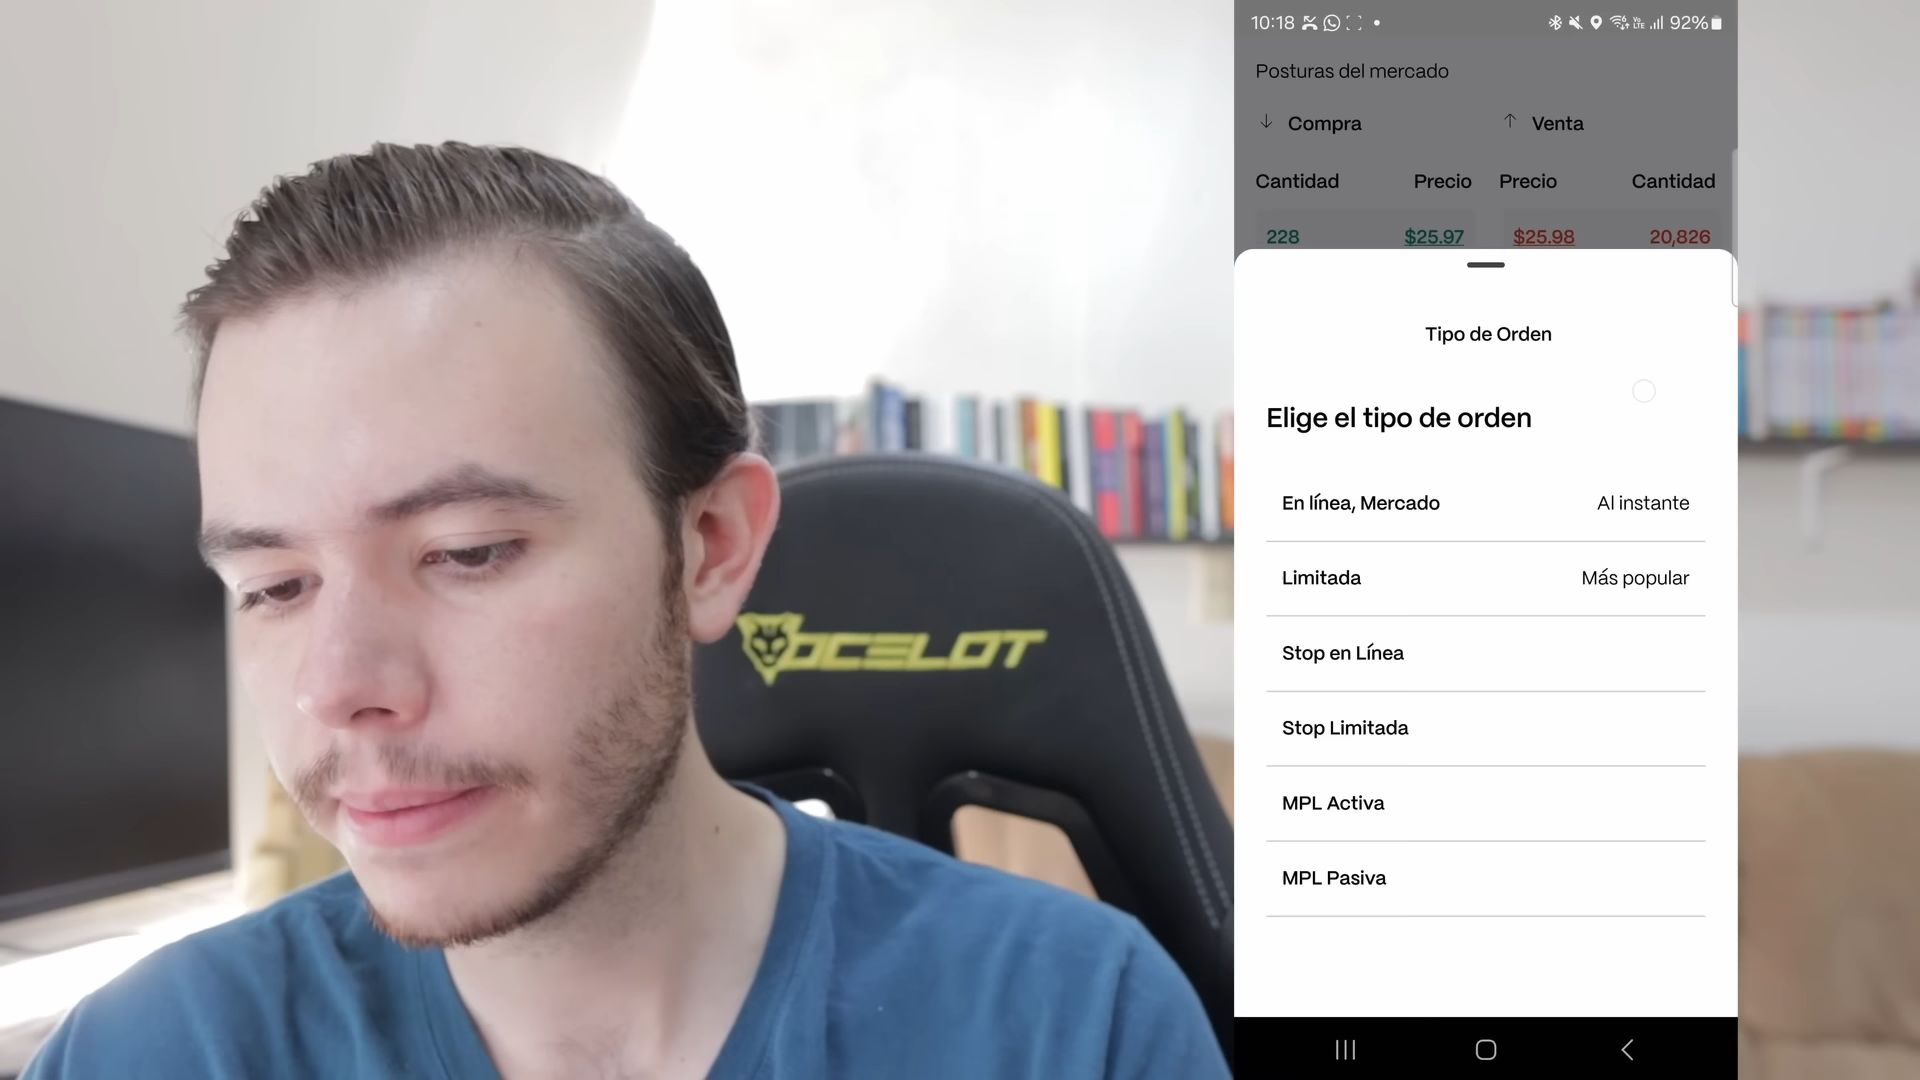 10:18
92%
Posturas del mercado
↓ Compra ↑ Venta
Cantidad Precio Precio Cantidad
228 $25.97 $25.98 20,826
Tipo de Orden
Elige el tipo de orden
En línea, Mercado Al instante
Limitada Más popular
Stop en Línea
Stop Limitada
MPL Activa
MPL Pasiva
OCELOT